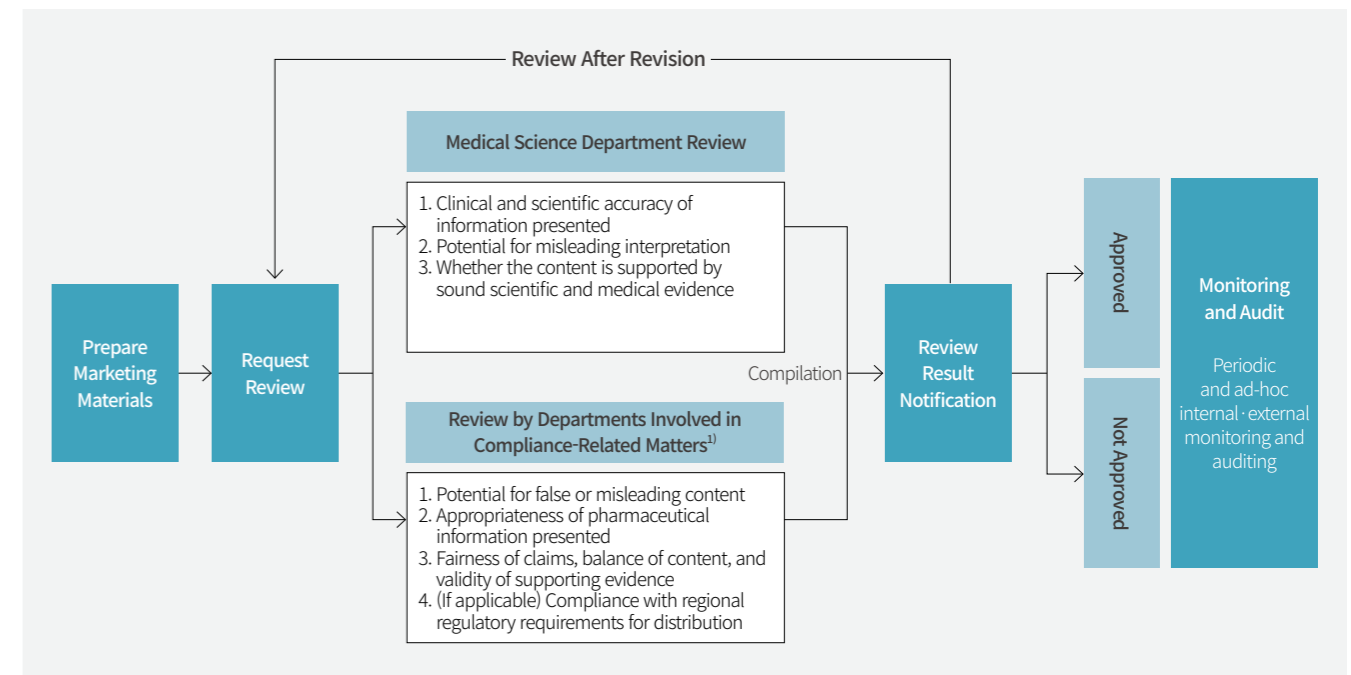 Review After Revision
Medical Science Department Review
1. Clinical and scientific accuracy of
information presented
2. Potential for misleading interpretation
3. Whether the content is supported by
sound scientific and medical evidence
Prepare
Marketing
Materials
Request
Review
Compilation
Review by Departments Involved in
Compliance-Related Matters1)
1. Potential for false or misleading content
2. Appropriateness of pharmaceutical
information presented
3. Fairness of claims, balance of content, and
validity of supporting evidence
4. (If applicable) Compliance with regional
regulatory requirements for distribution
Review
Result
Notification
Approved
Not Approved
Monitoring
and Audit
Periodic
and ad-hoc
internal · external
monitoring and
auditing